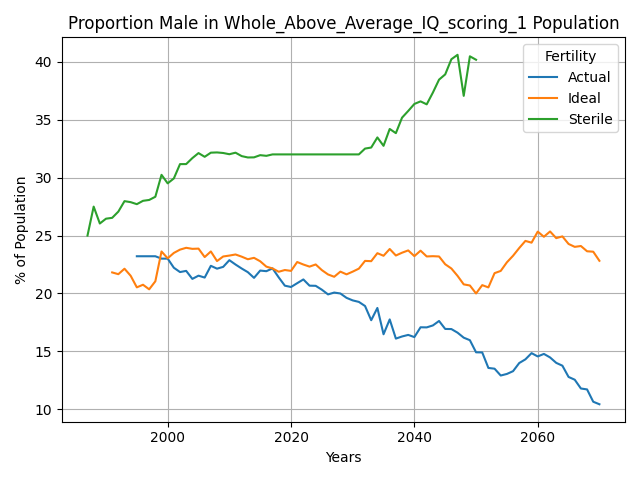 Proportion Male in Whole_Above_Average_IQ_scoring_1 Population
Fertility
Actual
Ideal
Sterile
% of Population
40
35
30
25
20
15
10
2000
2020
2040
2060
Years